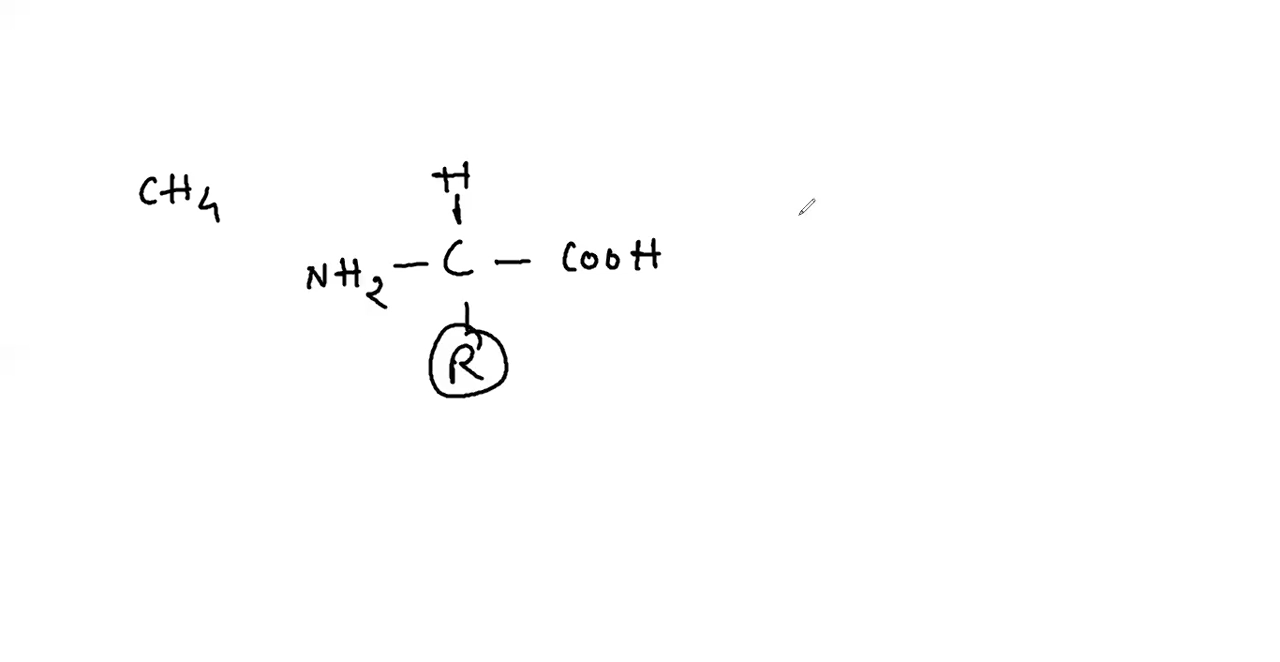 H
CH4
NH2 — C — COOH
R